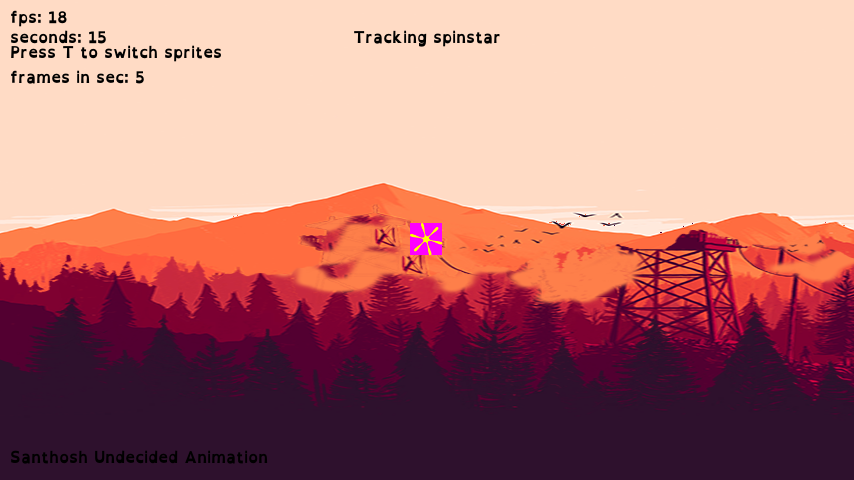 fps: 18
seconds: 15
Tracking spinstar
Press T to switch sprites
frames in sec: 5
Santhosh Undecided Animation